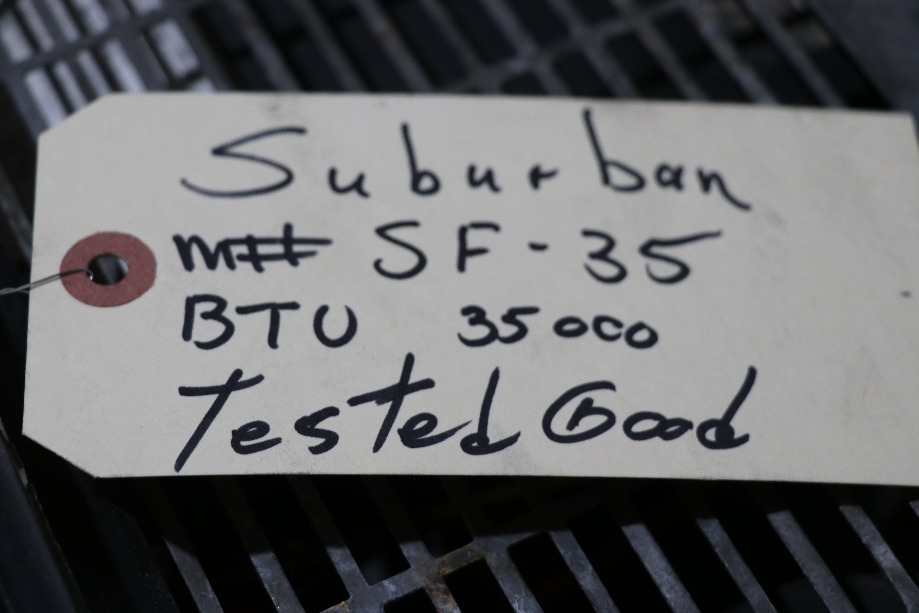 Suburban
M# SF-35
BTU 35000
Tested Good